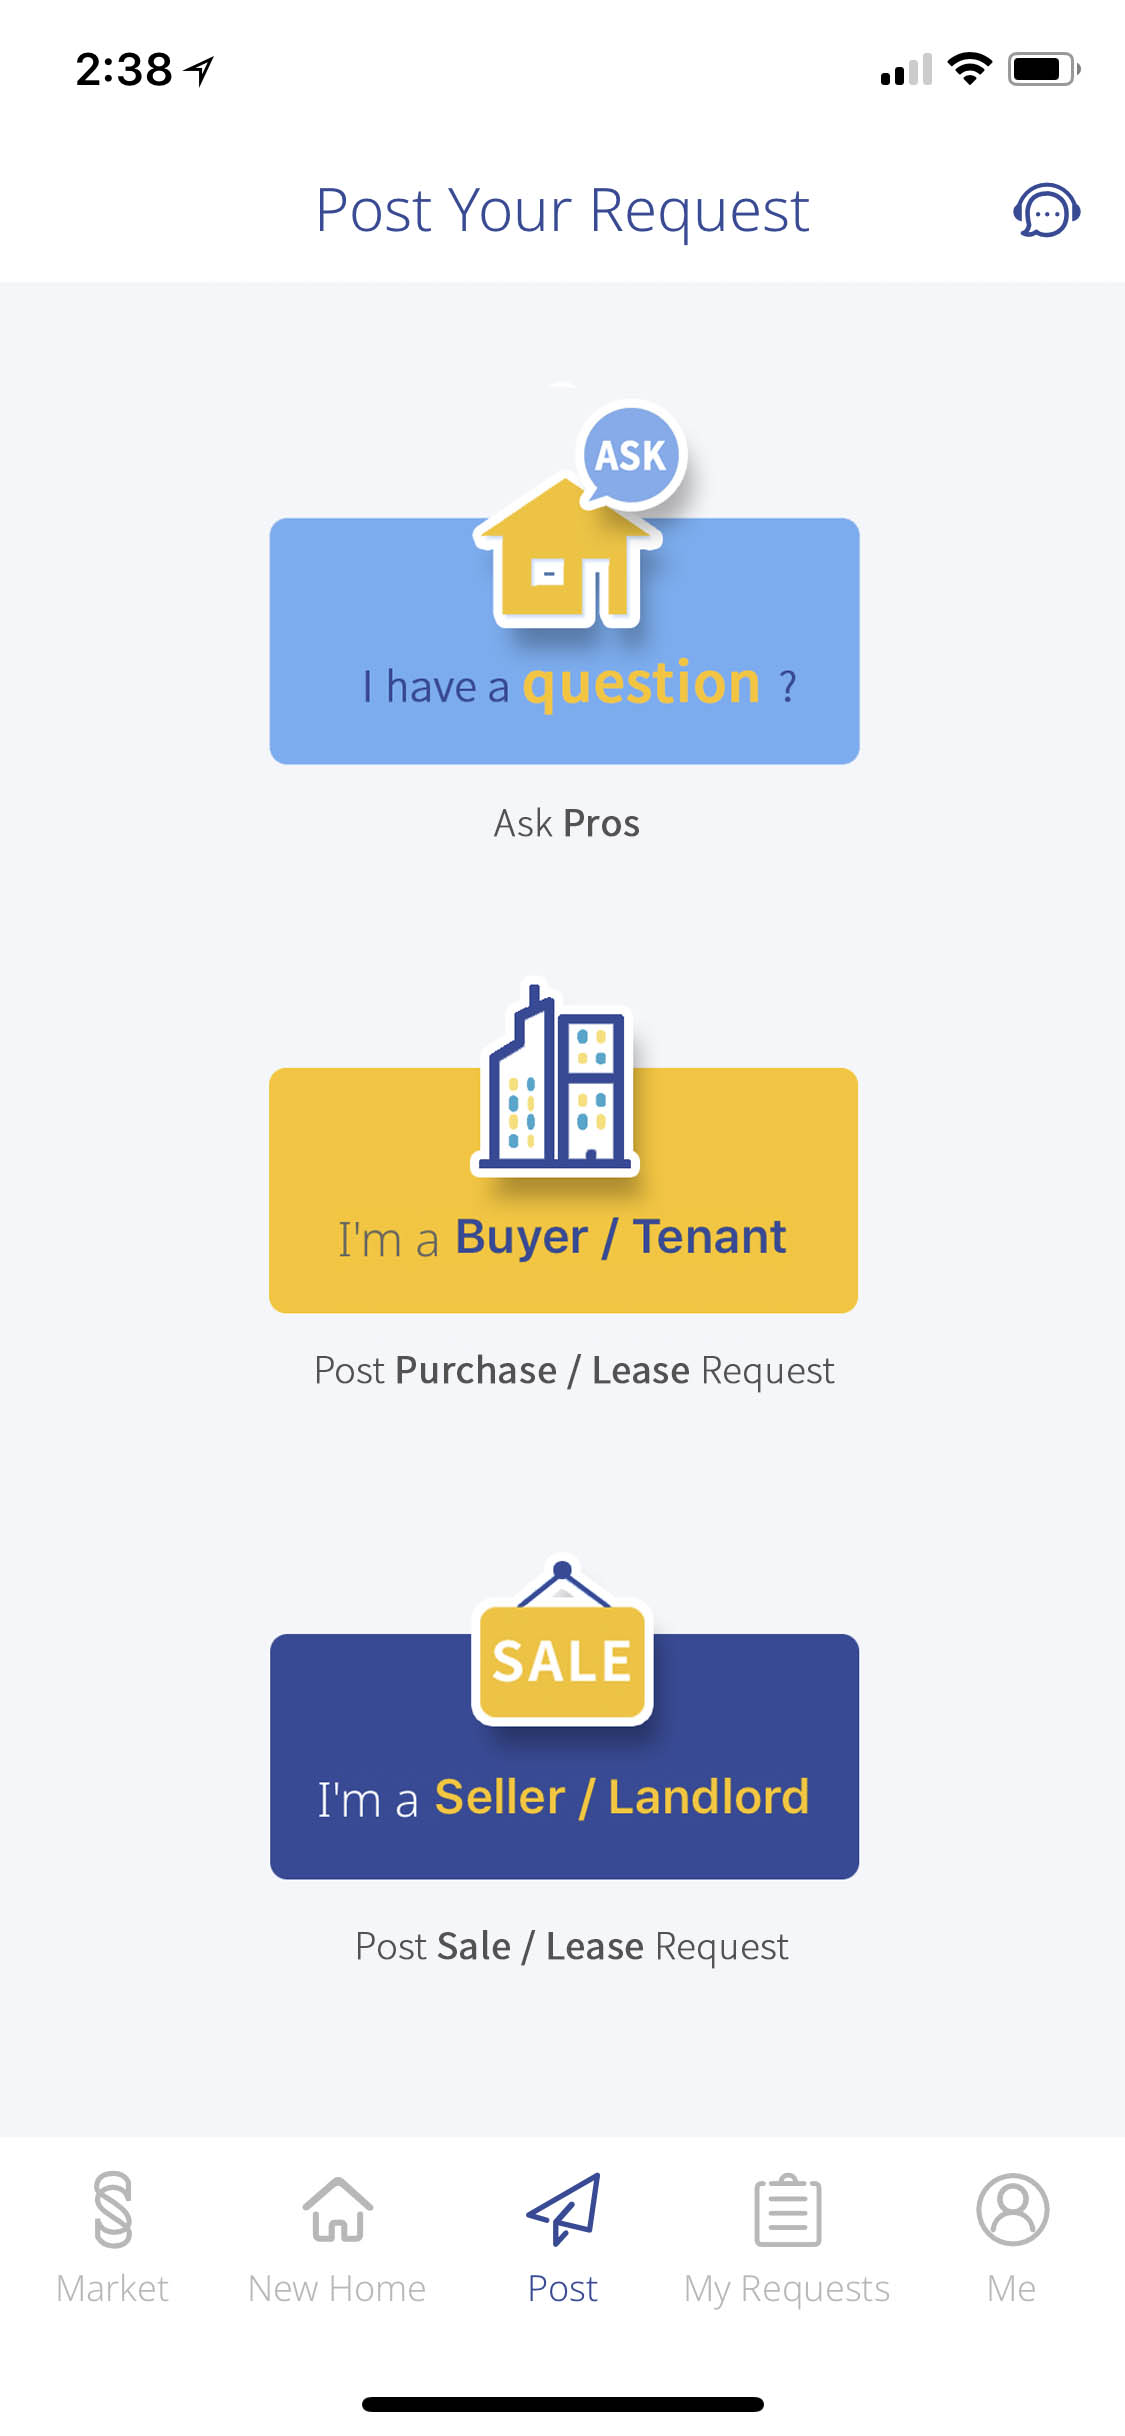 2:38
Post Your Request
ASK
I have a question ?
Ask Pros
I'm a Buyer / Tenant
Post Purchase / Lease Request
SALE
I'm a Seller / Landlord
Post Sale / Lease Request
Market New Home Post My Requests Me